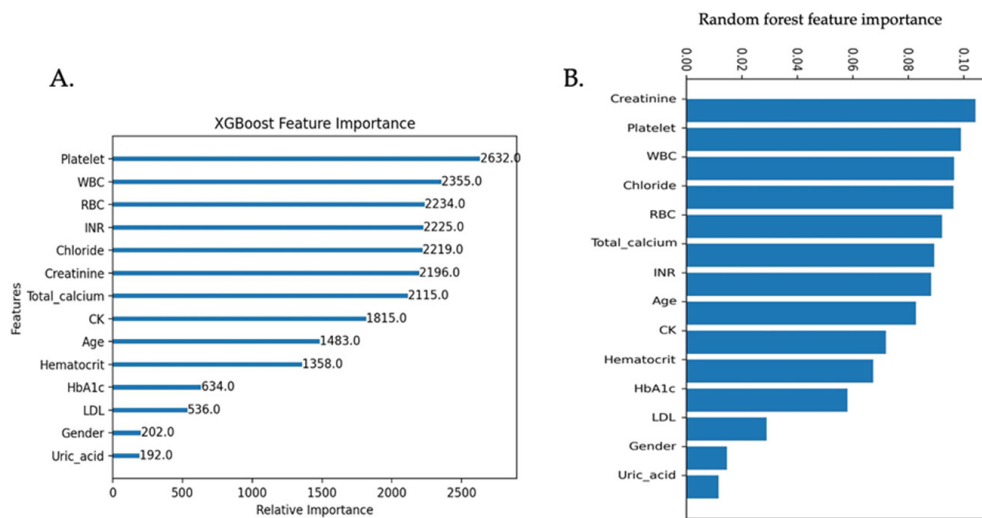 A.
XGBoost Feature Importance
Features
Platelet 2632.0
WBC 2355.0
RBC 2234.0
INR 2225.0
Chloride 2219.0
Creatinine 2196.0
Total_calcium 2115.0
CK 1815.0
Age 1483.0
Hematocrit 1358.0
HbA1c 634.0
LDL 536.0
Gender 202.0
Uric_acid 192.0
0 500 1000 1500 2000 2500
Relative Importance
B.
Random forest feature importance
0.00 0.02 0.04 0.06 0.08 0.10
Creatinine
Platelet
WBC
Chloride
RBC
Total_calcium
INR
Age
CK
Hematocrit
HbA1c
LDL
Gender
Uric_acid